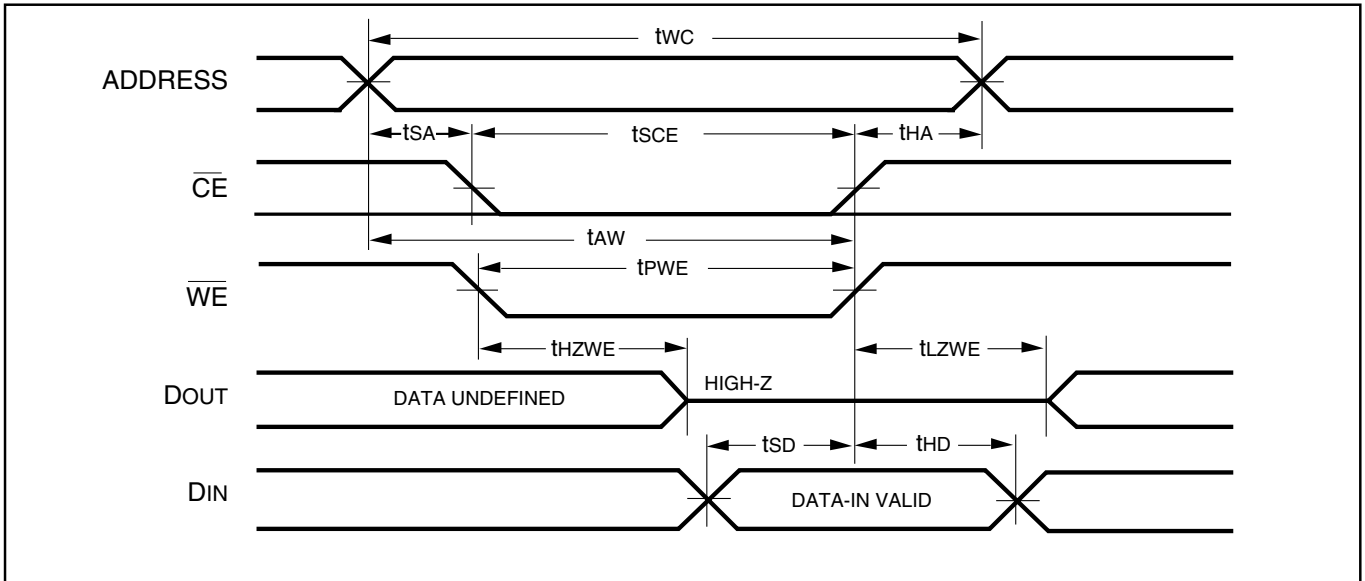 tWC
ADDRESS
tSA
tSCE
tHA
CE
tAW
tPWE
WE
tHZWE
tLZWE
DOUT
DATA UNDEFINED
HIGH-Z
tSD
tHD
DIN
DATA-IN VALID